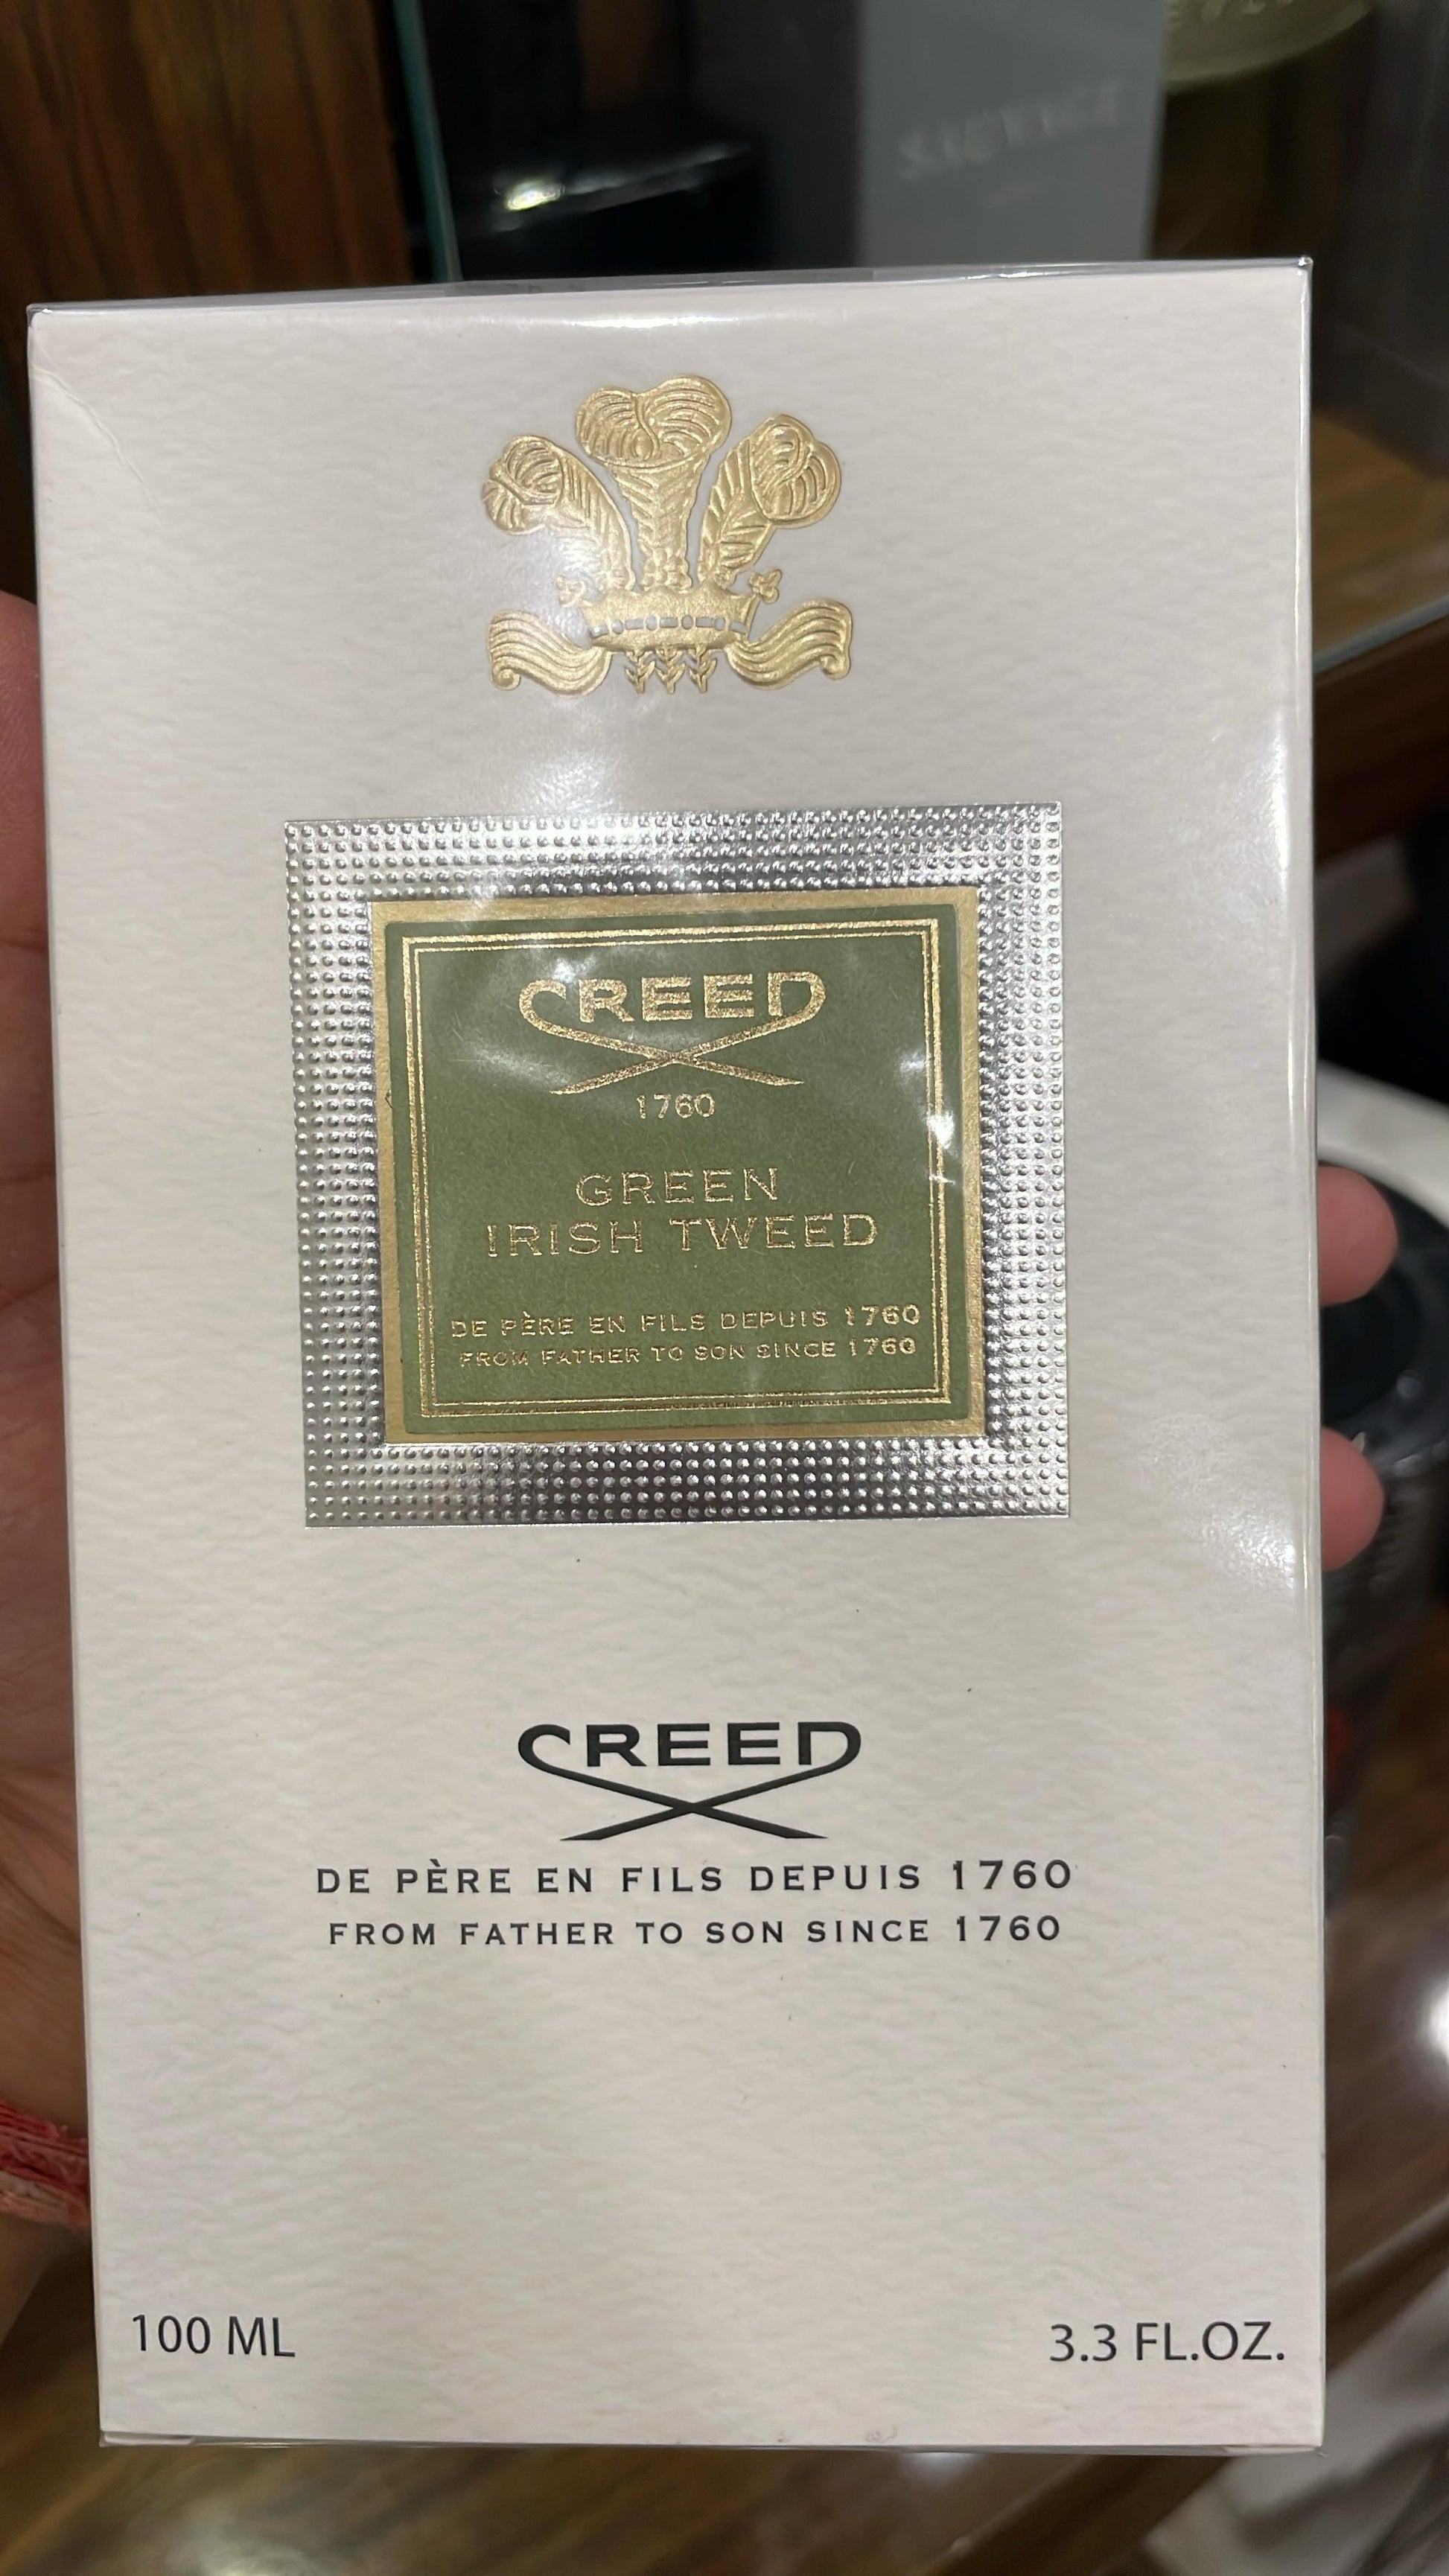 CREED
1760
GREEN
IRISH TWEED
DE PÈRE EN FILS DEPUIS 1760
FROM FATHER TO SON SINCE 1760
CREED
DE PÈRE EN FILS DEPUIS 1760
FROM FATHER TO SON SINCE 1760
100 ML
3.3 FL.OZ.